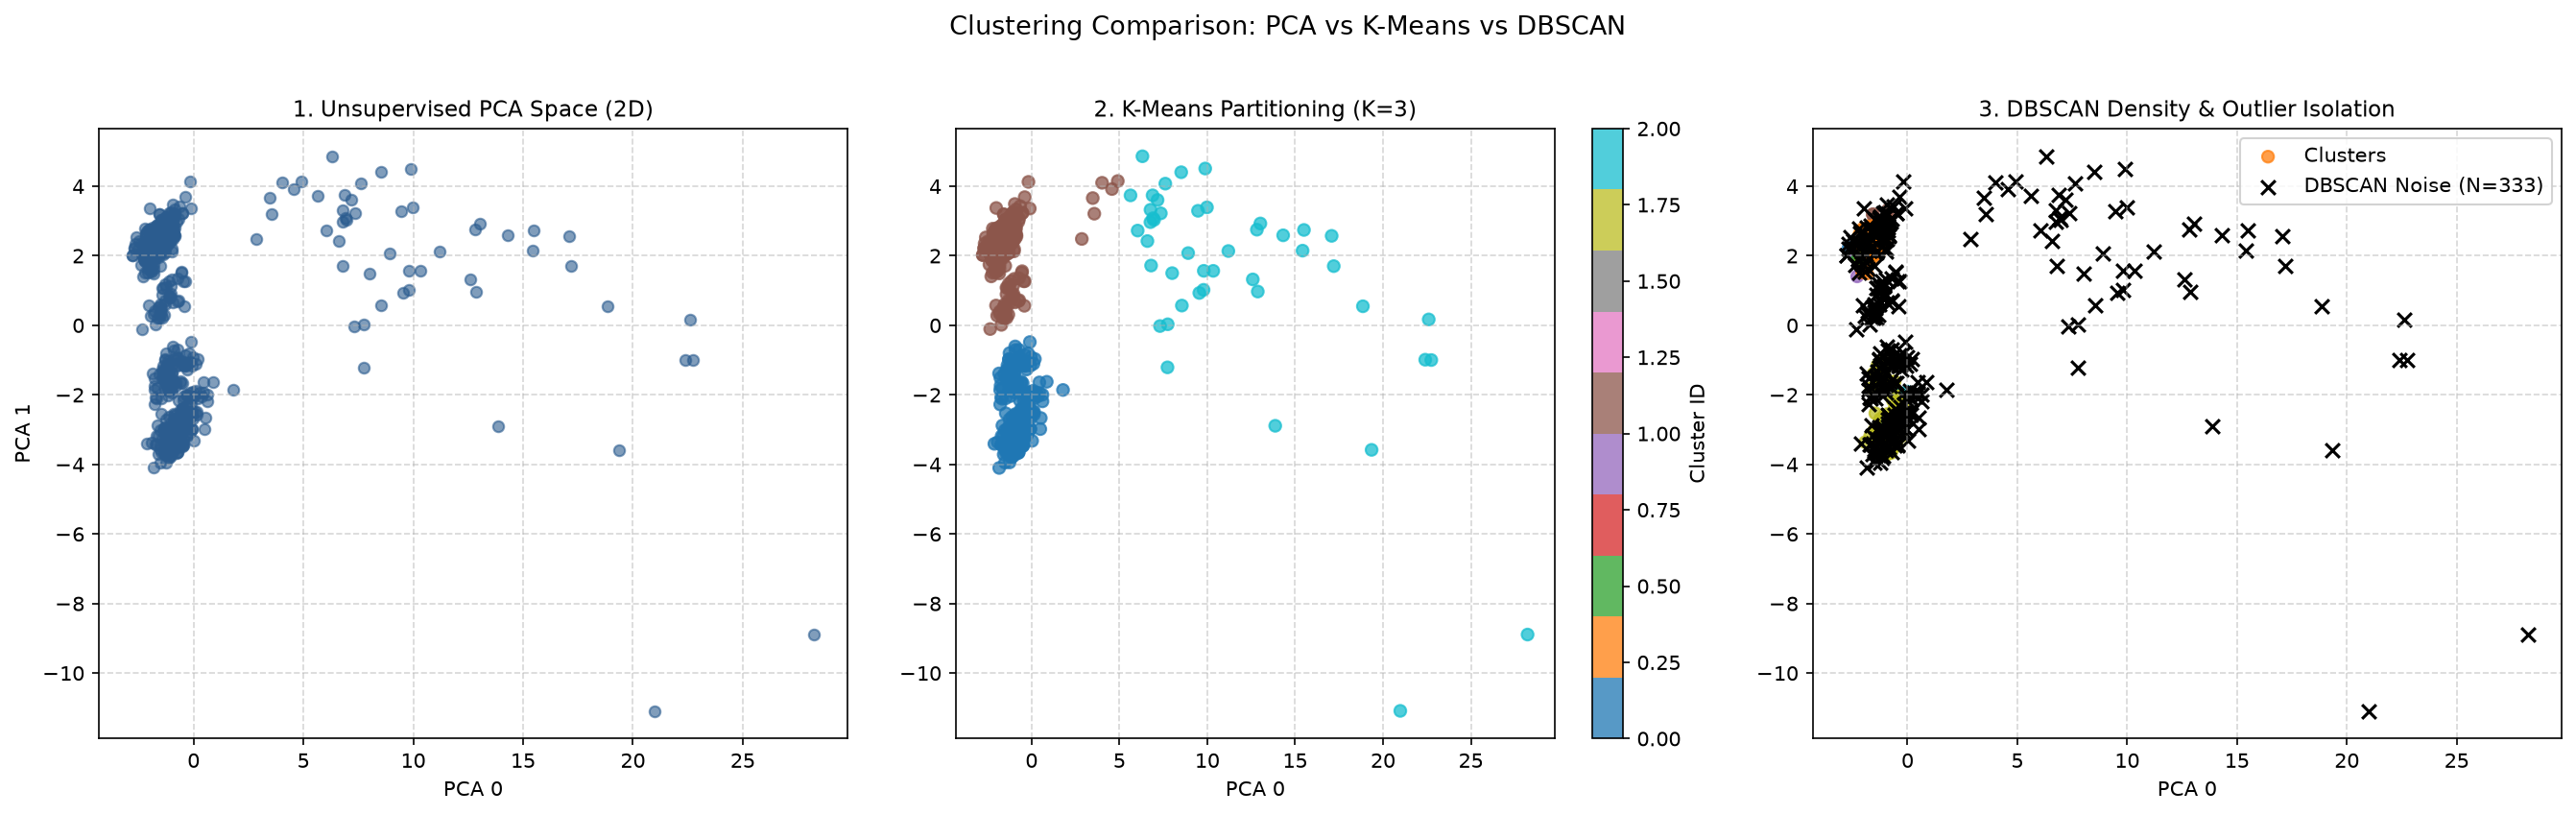 Clustering Comparison: PCA vs K-Means vs DBSCAN
1. Unsupervised PCA Space (2D)
4
2
0
−2
−4
−6
−8
−10
PCA 1
0 5 10 15 20 25
PCA 0
2. K-Means Partitioning (K=3)
4
2
0
−2
−4
−6
−8
−10
0 5 10 15 20 25
PCA 0
2.00
1.75
1.50
1.25
1.00
0.75
0.50
0.25
0.00
Cluster ID
3. DBSCAN Density & Outlier Isolation
Clusters
DBSCAN Noise (N=333)
4
2
0
−2
−4
−6
−8
−10
0 5 10 15 20 25
PCA 0